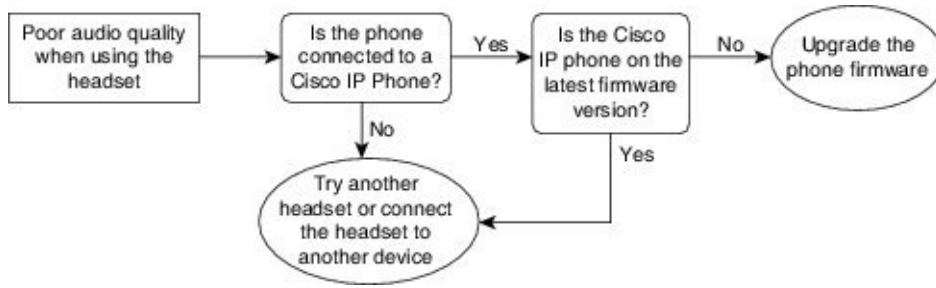 Poor audio quality
when using the
headset
Is the phone
connected to a
Cisco IP Phone?
Yes
Is the Cisco
IP phone on the
latest firmware
version?
No
Upgrade the
phone firmware
No
Yes
Try another
headset or connect
the headset to
another device